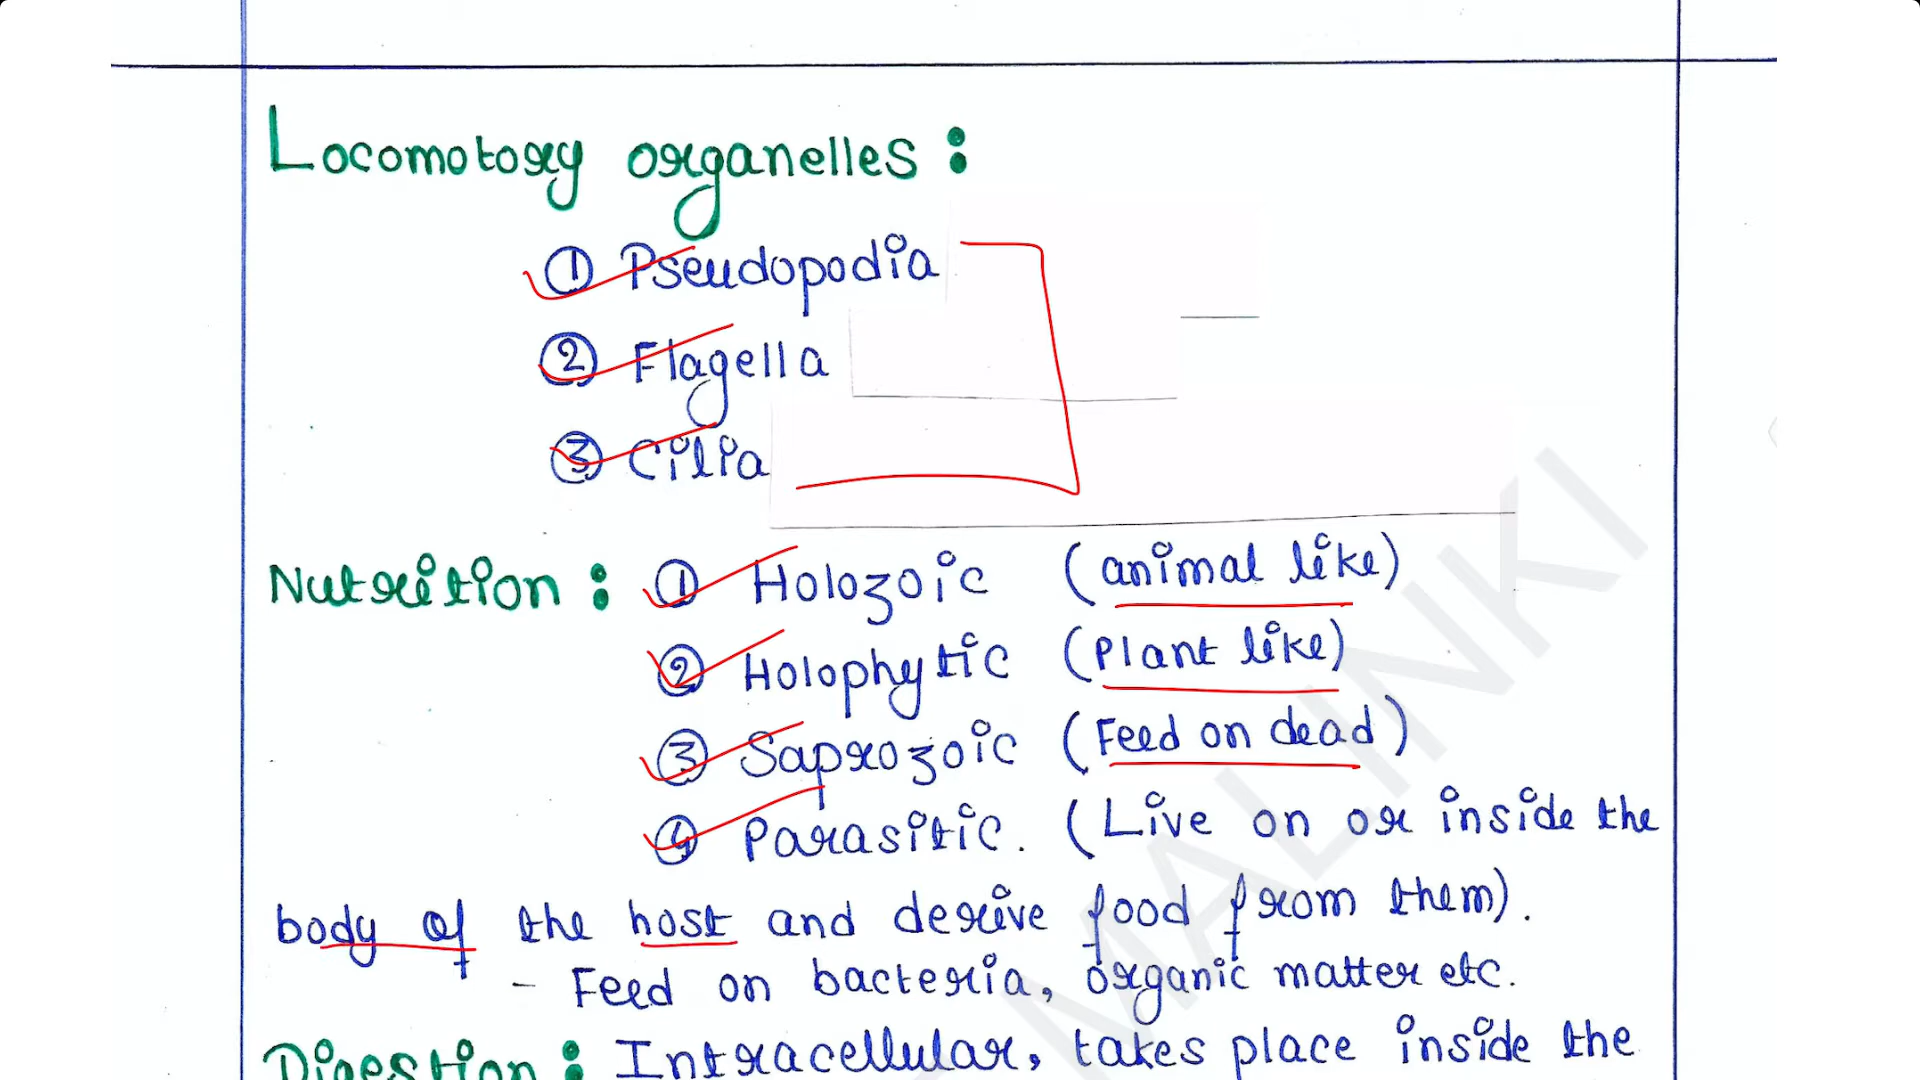 Locomotory organelles :
① Pseudopodia
② Flagella
③ Cilia
Nutrition : ① Holozoic (animal like)
② Holophytic (Plant like)
③ Saprozoic (Feed on dead)
④ Parasitic. (Live on or inside the
body of the host and derive food from them).
- Feed on bacteria, organic matter etc.
Digestion : Intracellular, takes place inside the
MALINKI